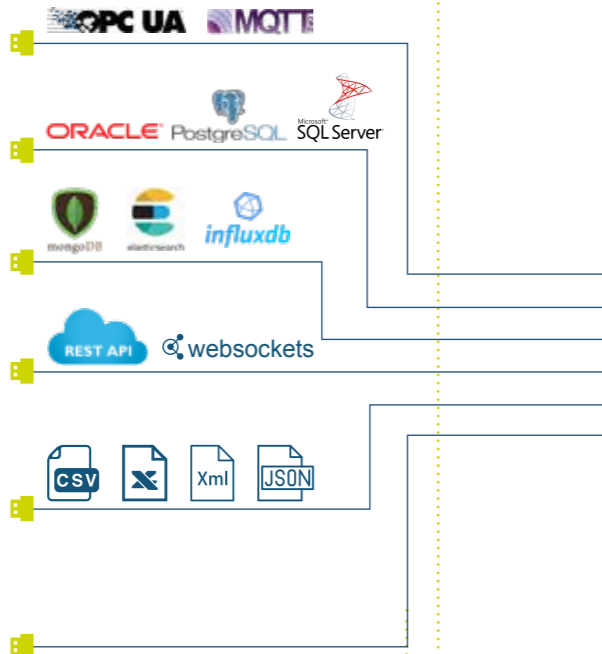 OPC UA MQTT
ORACLE PostgreSQL Microsoft SQL Server
mongoDB elasticsearch influxdb
REST API websockets
CSV X Xml JSON